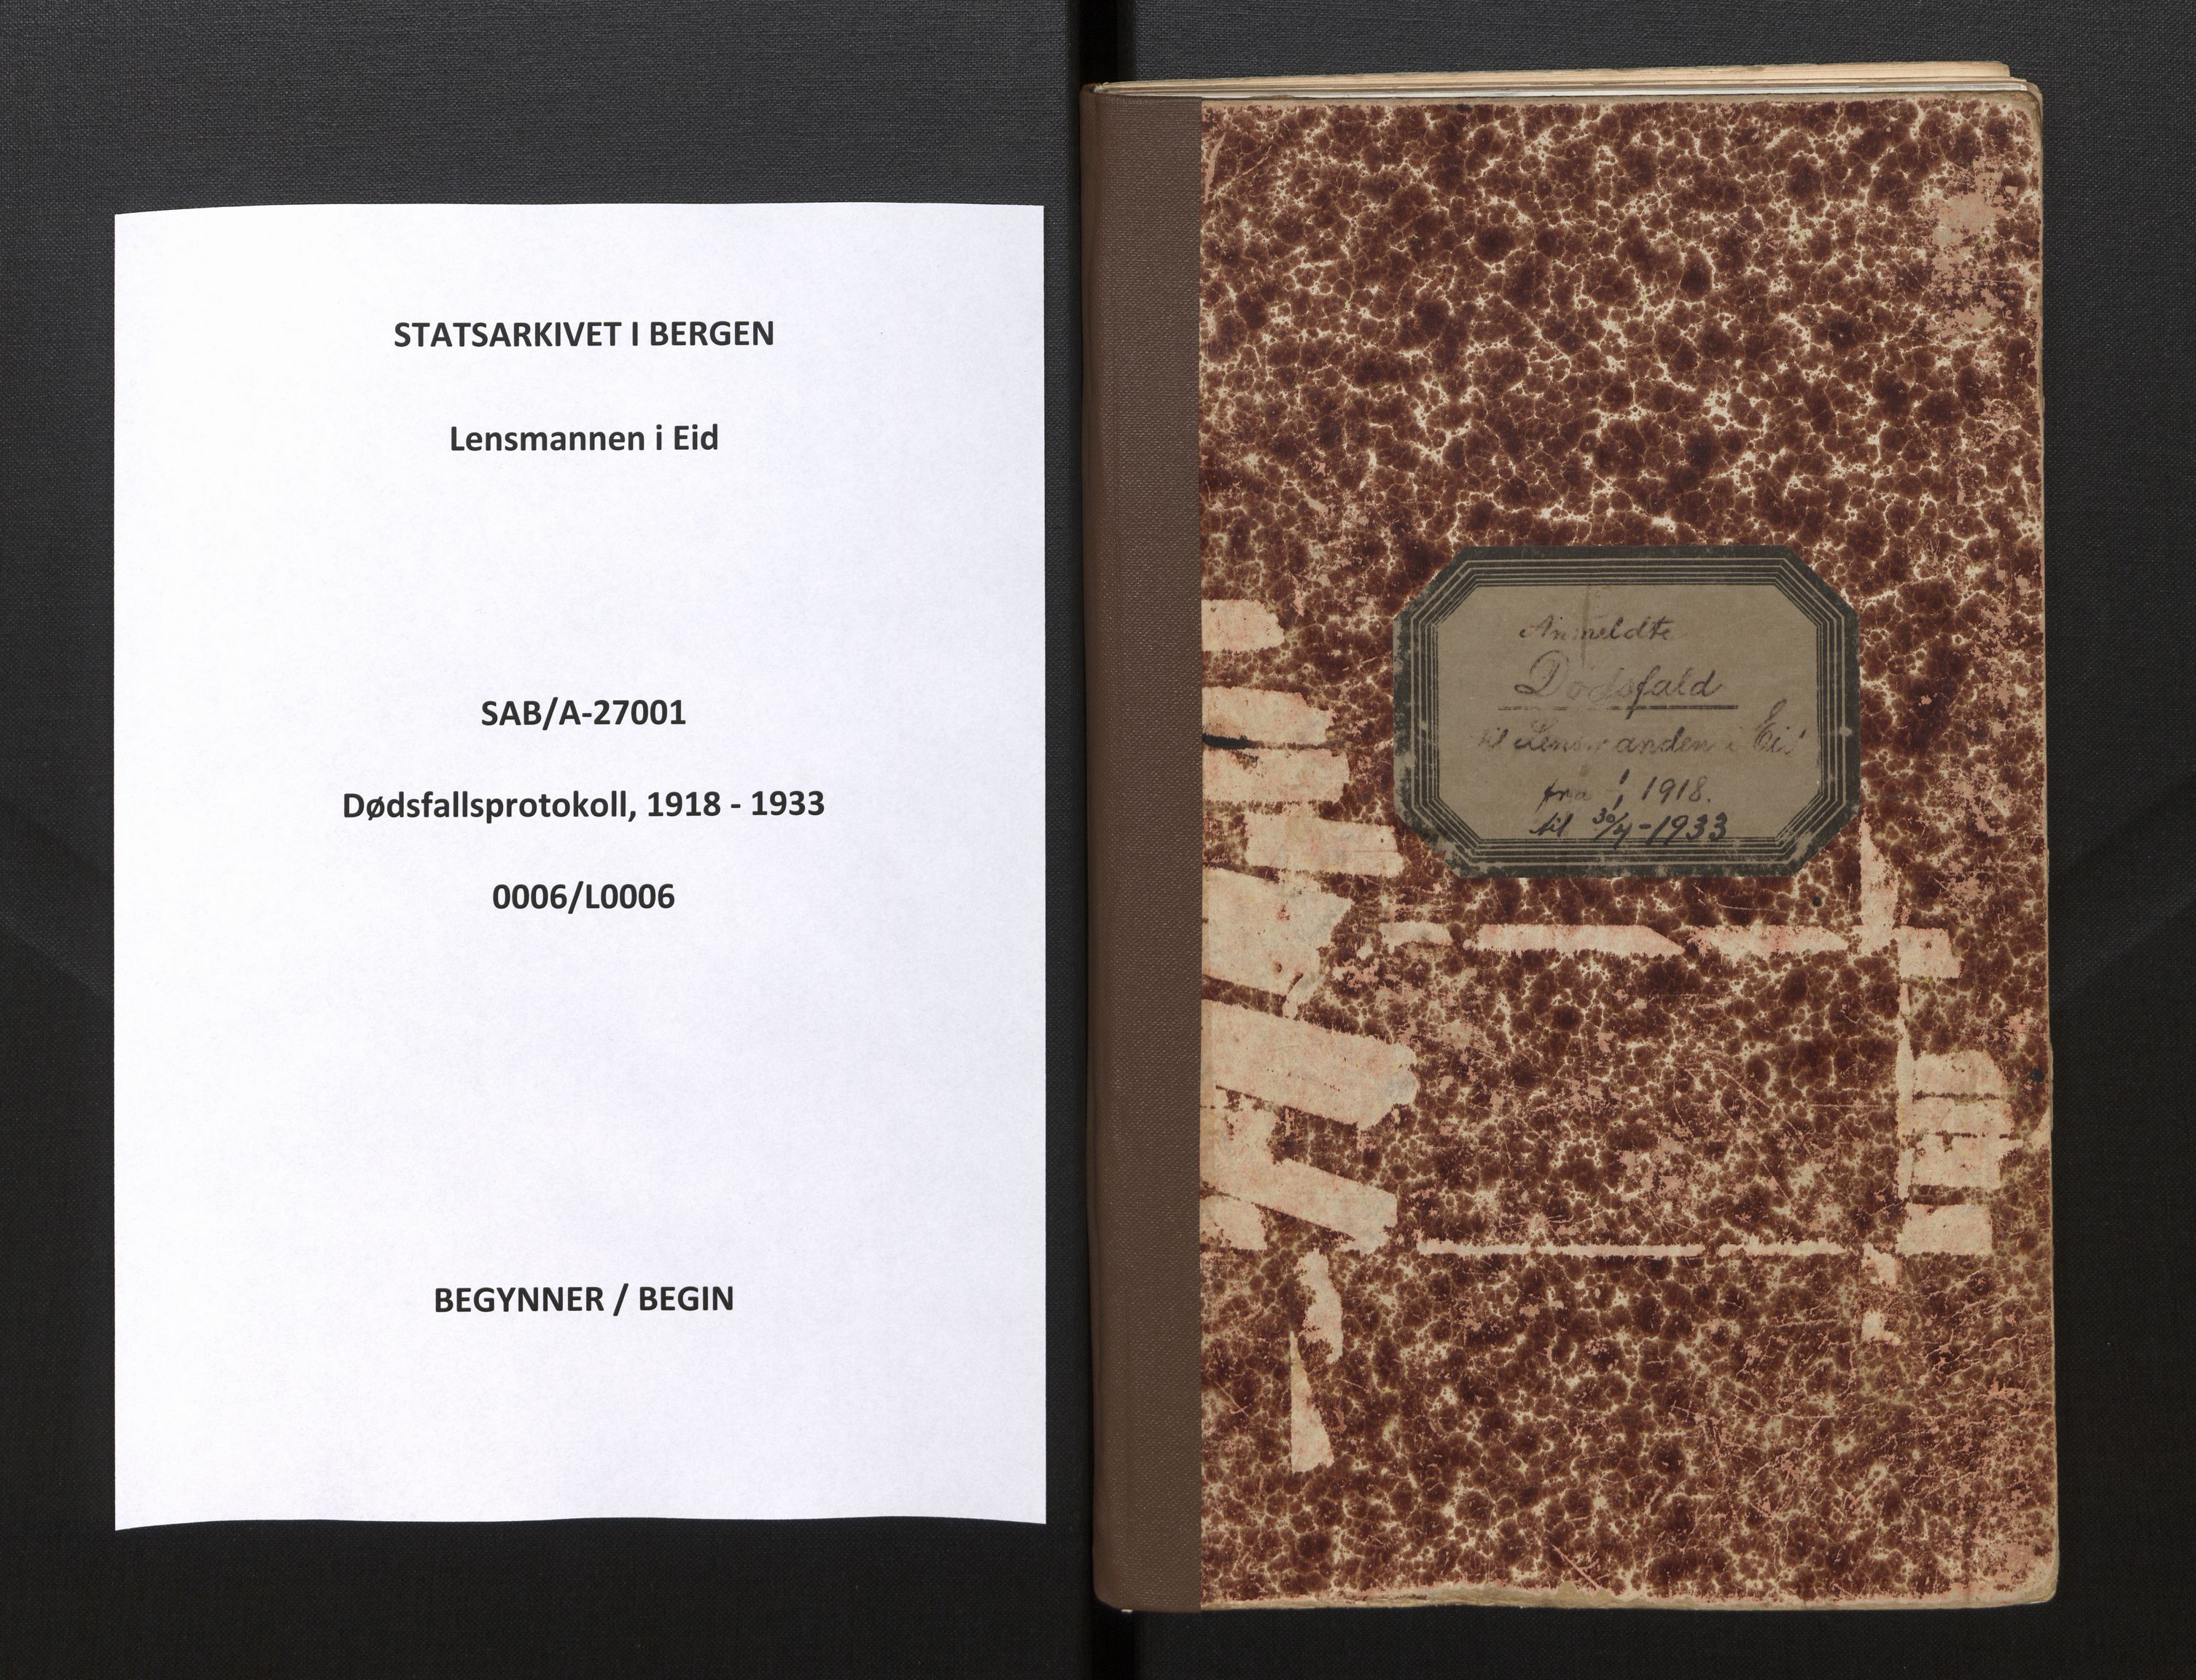 STATSARKIVET I BERGEN
Lensmannen i Eid
SAB/A-27001
Dødsfallsprotokoll, 1918 - 1933
0006/L0006
BEGYNNER / BEGIN
Anmeldte
Dødsfald
til Lensmanden i Eid
fra 1/1 1918.
til 30/4-1933